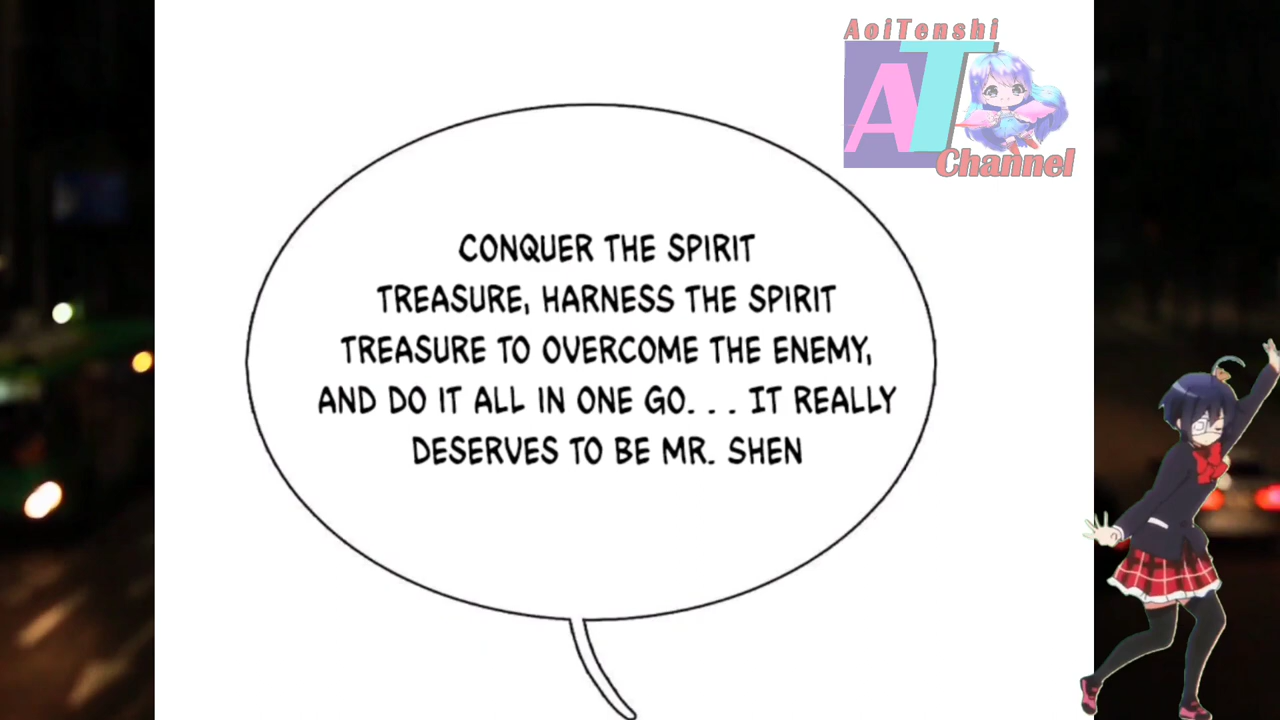 AoiTenshi
AT
Channel
CONQUER THE SPIRIT
TREASURE, HARNESS THE SPIRIT
TREASURE TO OVERCOME THE ENEMY,
AND DO IT ALL IN ONE GO. . . IT REALLY
DESERVES TO BE MR. SHEN